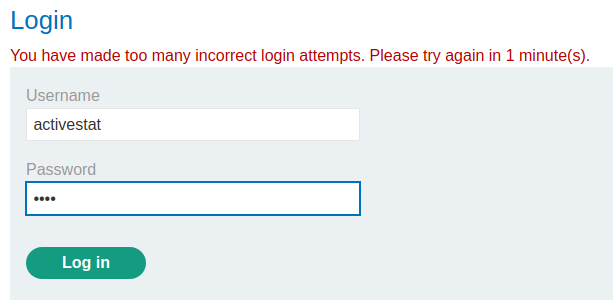 Login
You have made too many incorrect login attempts. Please try again in 1 minute(s).
Username
activestat
Password
••••
Log in